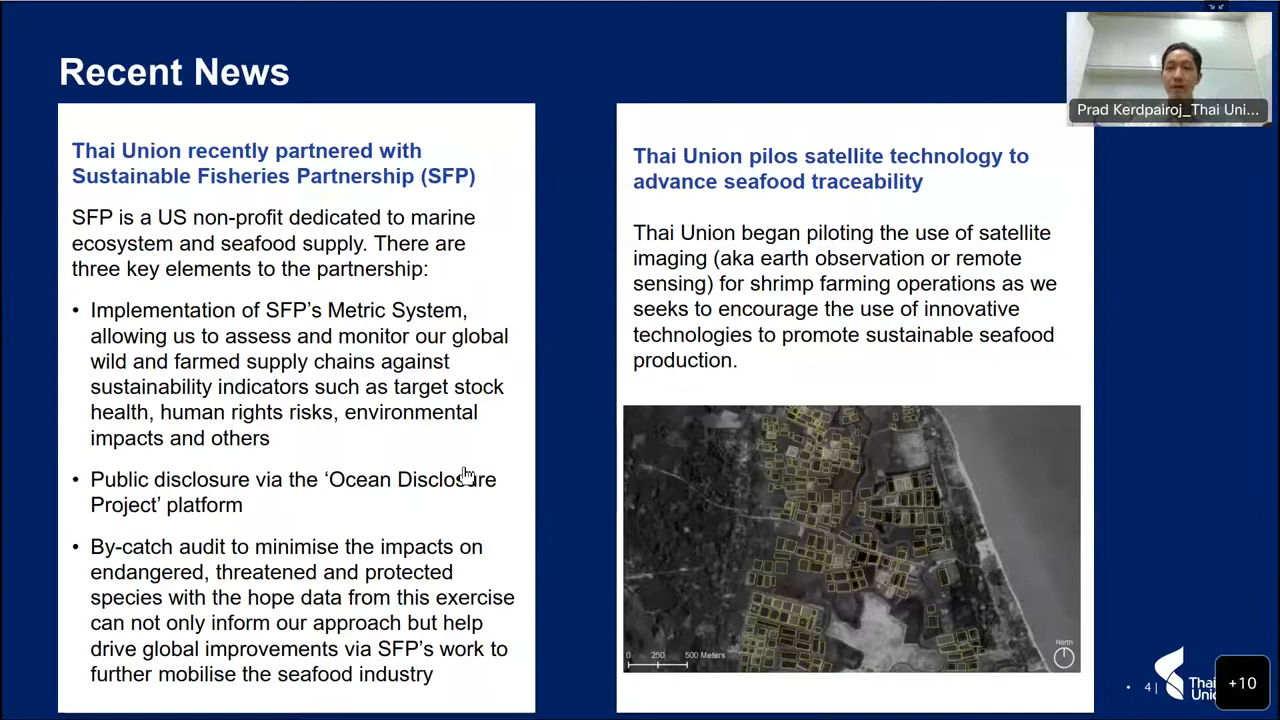 Recent News
Prad Kerdpairoj_Thai Uni...
Thai Union recently partnered with
Sustainable Fisheries Partnership (SFP)
SFP is a US non-profit dedicated to marine
ecosystem and seafood supply. There are
three key elements to the partnership:
• Implementation of SFP's Metric System,
allowing us to assess and monitor our global
wild and farmed supply chains against
sustainability indicators such as target stock
health, human rights risks, environmental
impacts and others
• Public disclosure via the ‘Ocean Disclosure
Project’ platform
• By-catch audit to minimise the impacts on
endangered, threatened and protected
species with the hope data from this exercise
can not only inform our approach but help
drive global improvements via SFP's work to
further mobilise the seafood industry
Thai Union pilos satellite technology to
advance seafood traceability
Thai Union began piloting the use of satellite
imaging (aka earth observation or remote
sensing) for shrimp farming operations as we
seeks to encourage the use of innovative
technologies to promote sustainable seafood
production.
0 250 500 Meters
North
• 4 |
Thai
+10